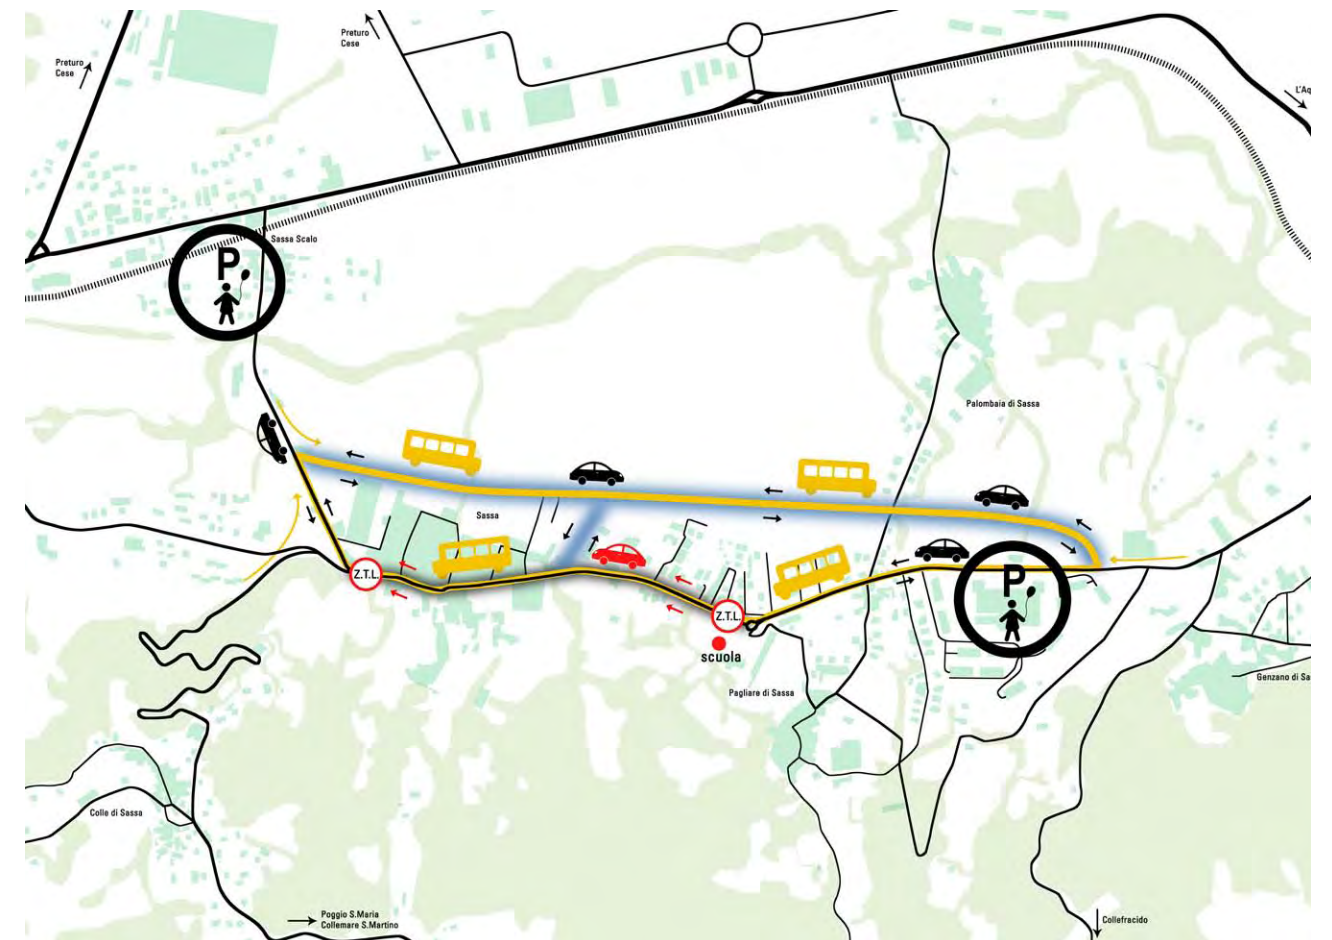 Preturo
Cese
Preturo
Cese
L'Aq
Sassa Scalo
P
Palombaia di Sassa
Sassa
Z.T.L.
P
Z.T.L.
scuola
Pagliare di Sassa
Genzano di Sa
Colle di Sassa
Poggio S.Maria
Collemare S.Martino
Collefracido